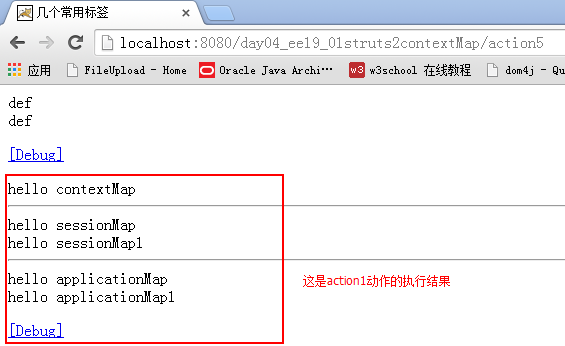 几个常用标签
localhost:8080/day04_ee19_01struts2contextMap/action5
应用 FileUpload - Home Oracle Java Archi… w3school 在线教程 dom4j - Qu
def
def
[Debug]
hello contextMap
hello sessionMap
hello sessionMap1
hello applicationMap
这是action1动作的执行结果
hello applicationMap1
[Debug]